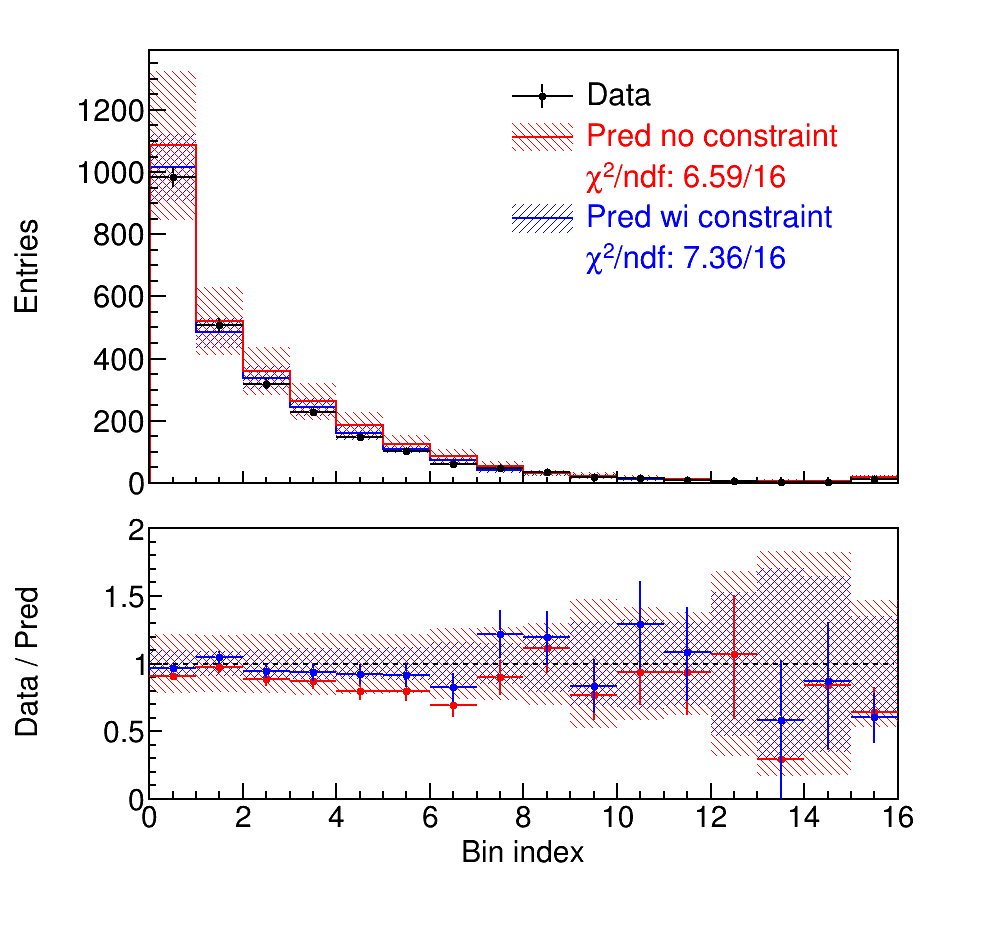 1200
1000
800
600
400
200
0
Entries
Data
Pred no constraint
χ²/ndf: 6.59/16
Pred wi constraint
χ²/ndf: 7.36/16
2
1.5
1
0.5
0
Data / Pred
0 2 4 6 8 10 12 14 16
Bin index